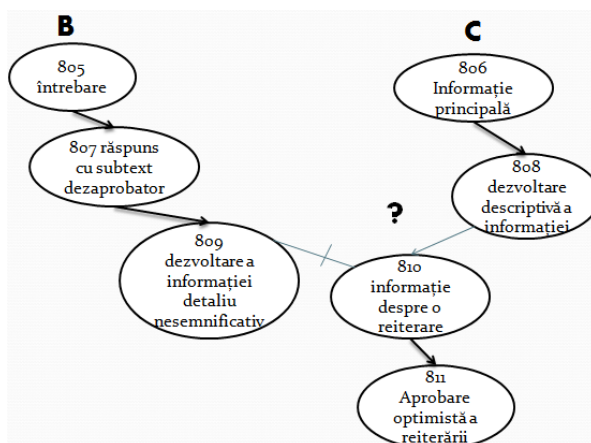 B
C
805
întrebare
806
Informație
principală
807 răspuns
cu subtext
dezaprobator
808
dezvoltare
descriptivă a
informației
?
809
dezvoltare a
informației
detaliu
nesemnificativ
810
informație
despre o
reiterare
811
Aprobare
optimistă a
reiterării